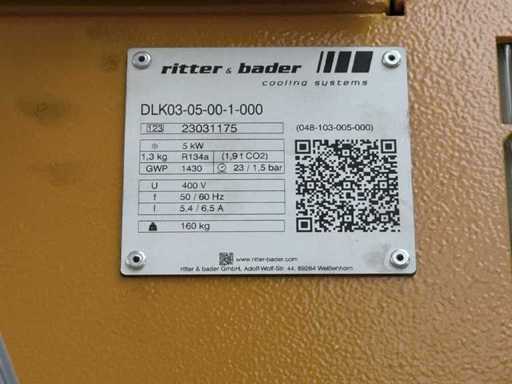 ritter & bader
cooling systems
DLK03-05-00-1-000
123 23031175 (048-103-005-000)
5 kW
1,3 kg R134a (1,9 t CO2)
GWP 1430 23 / 1,5 bar
U 400 V
f 50 / 60 Hz
I 5.4 / 6.5 A
160 kg
www.ritter-bader.com
ritter & bader GmbH, Adolf-Wolf-Str. 44, 89264 Weißenhorn